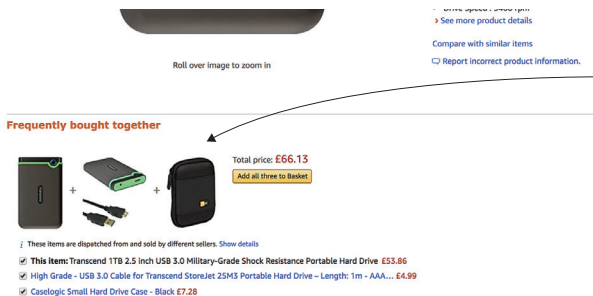 Drive Speed : 5400 rpm
› See more product details
Compare with similar items
Report incorrect product information.
Roll over image to zoom in
Frequently bought together
Total price: £66.13
Add all three to Basket
i These items are dispatched from and sold by different sellers. Show details
This item: Transcend 1TB 2.5 inch USB 3.0 Military-Grade Shock Resistance Portable Hard Drive £53.86
High Grade - USB 3.0 Cable for Transcend StoreJet 25M3 Portable Hard Drive – Length: 1m - AAA... £4.99
Caselogic Small Hard Drive Case - Black £7.28